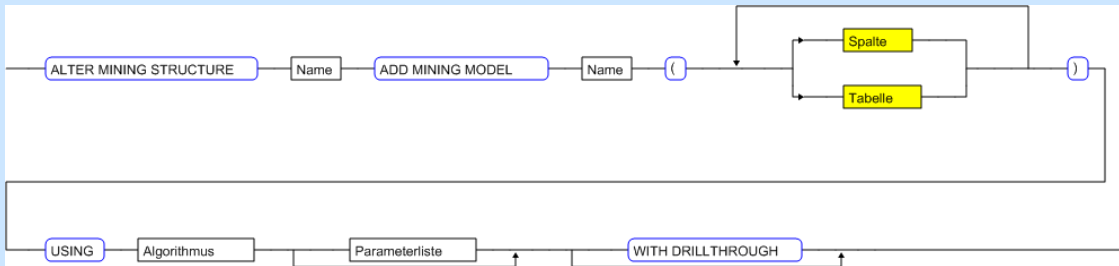 Spalte
ALTER MINING STRUCTURE Name ADD MINING MODEL Name ( )
Tabelle
USING Algorithmus Parameterliste WITH DRILLTHROUGH